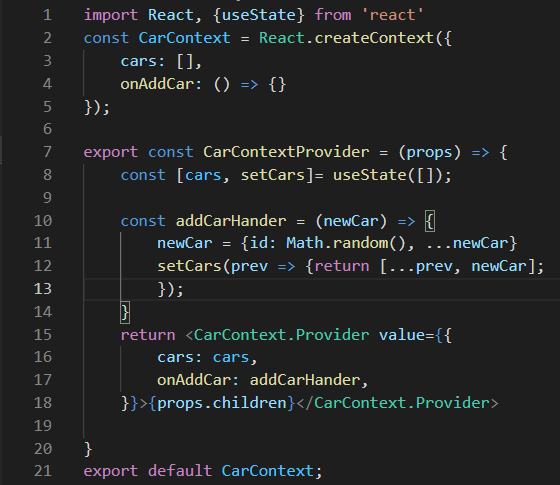 1 import React, {useState} from 'react'
2 const CarContext = React.createContext({
3     cars: [],
4     onAddCar: () => {}
5 });
6
7 export const CarContextProvider = (props) => {
8     const [cars, setCars]= useState([]);
9
10     const addCarHander = (newCar) => {
11         newCar = {id: Math.random(), ...newCar}
12         setCars(prev => {return [...prev, newCar];
13         });
14     }
15     return <CarContext.Provider value={{
16         cars: cars,
17         onAddCar: addCarHander,
18     }}>{props.children}</CarContext.Provider>
19
20 }
21 export default CarContext;